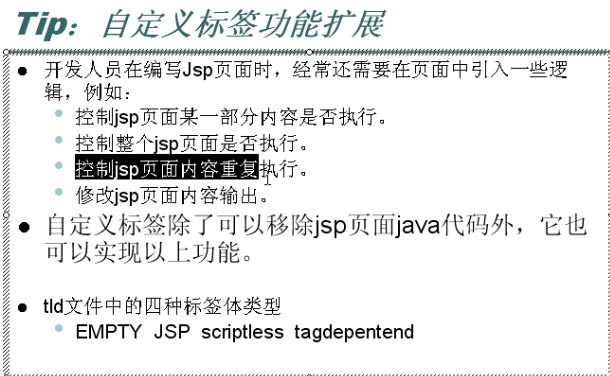 Tip：自定义标签功能扩展
开发人员在编写Jsp页面时，经常还需要在页面中引入一些逻
辑，例如：
控制jsp页面某一部分内容是否执行。
控制整个jsp页面是否执行。
控制jsp页面内容重复执行。
修改jsp页面内容输出。
自定义标签除了可以移除jsp页面java代码外，它也
可以实现以上功能。
tld文件中的四种标签体类型
EMPTY JSP scriptless tagdepentend